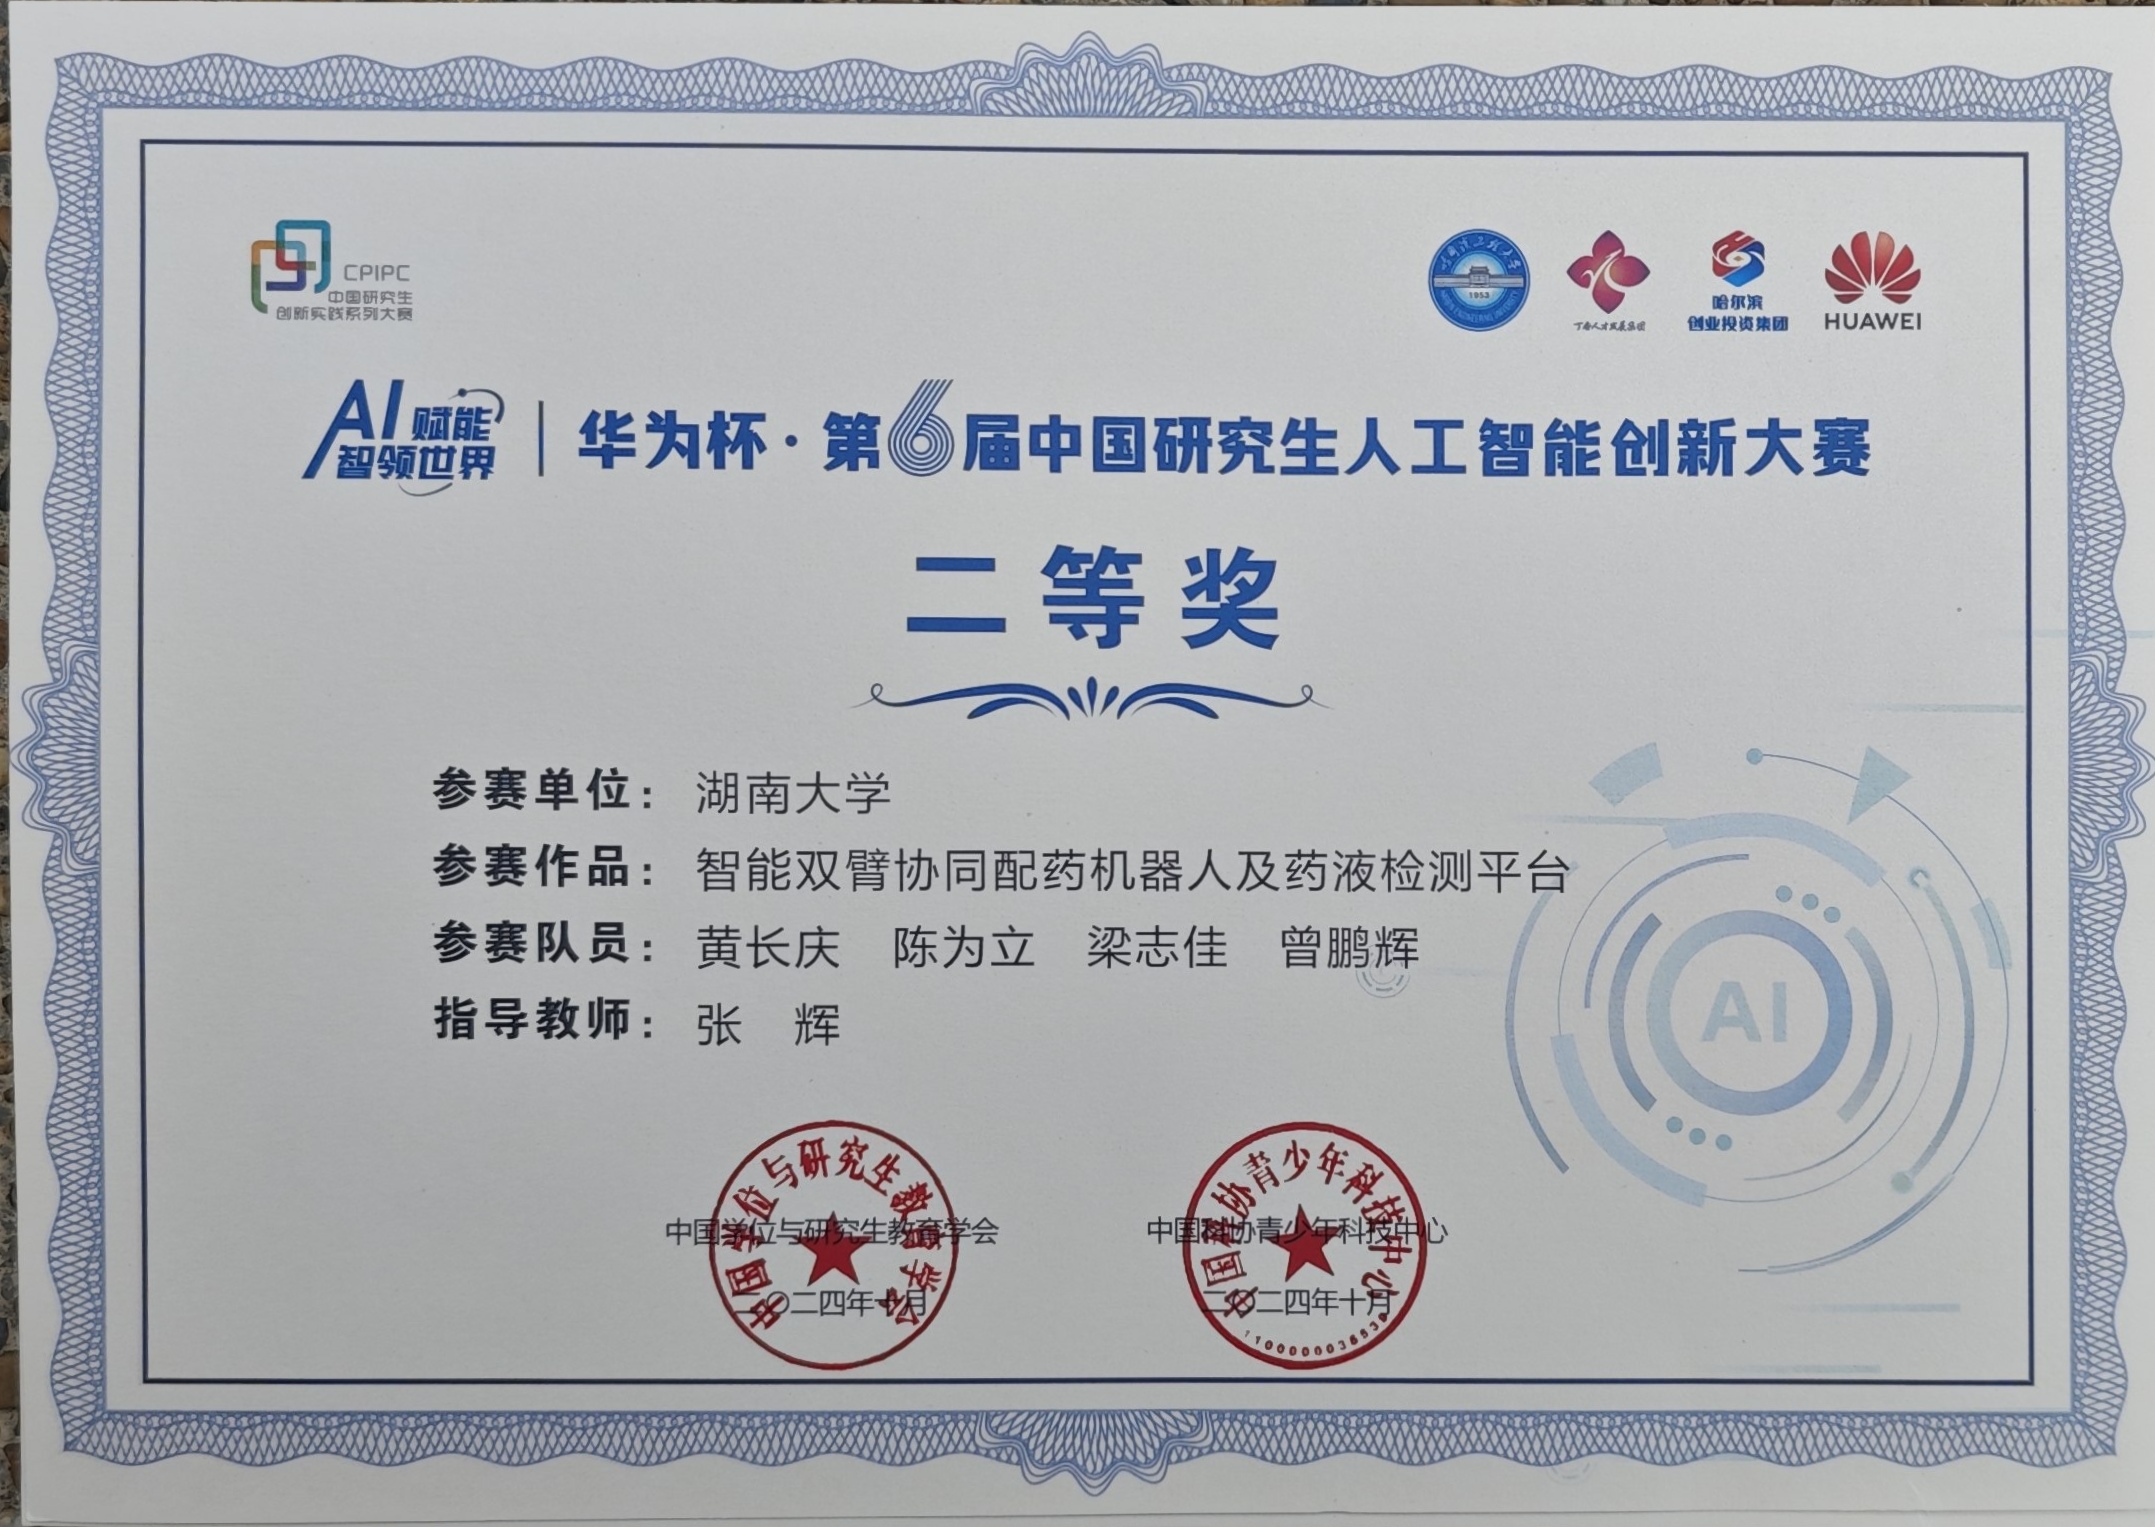 CPIPC
中国研究生
创新实践系列大赛
1953
哈尔滨
创业投资集团
HUAWEI
AI 赋能
智领世界
华为杯·第6届中国研究生人工智能创新大赛
二等奖
参赛单位：湖南大学
参赛作品：智能双臂协同配药机器人及药液检测平台
参赛队员：黄长庆 陈为立 梁志佳 曾鹏辉
指导教师：张 辉
AI
中国学位与研究生教育学会
中国科协青少年科技中心
二〇二四年十月
二〇二四年十月
中国学位与研究生教育学会
中国科协青少年科技中心